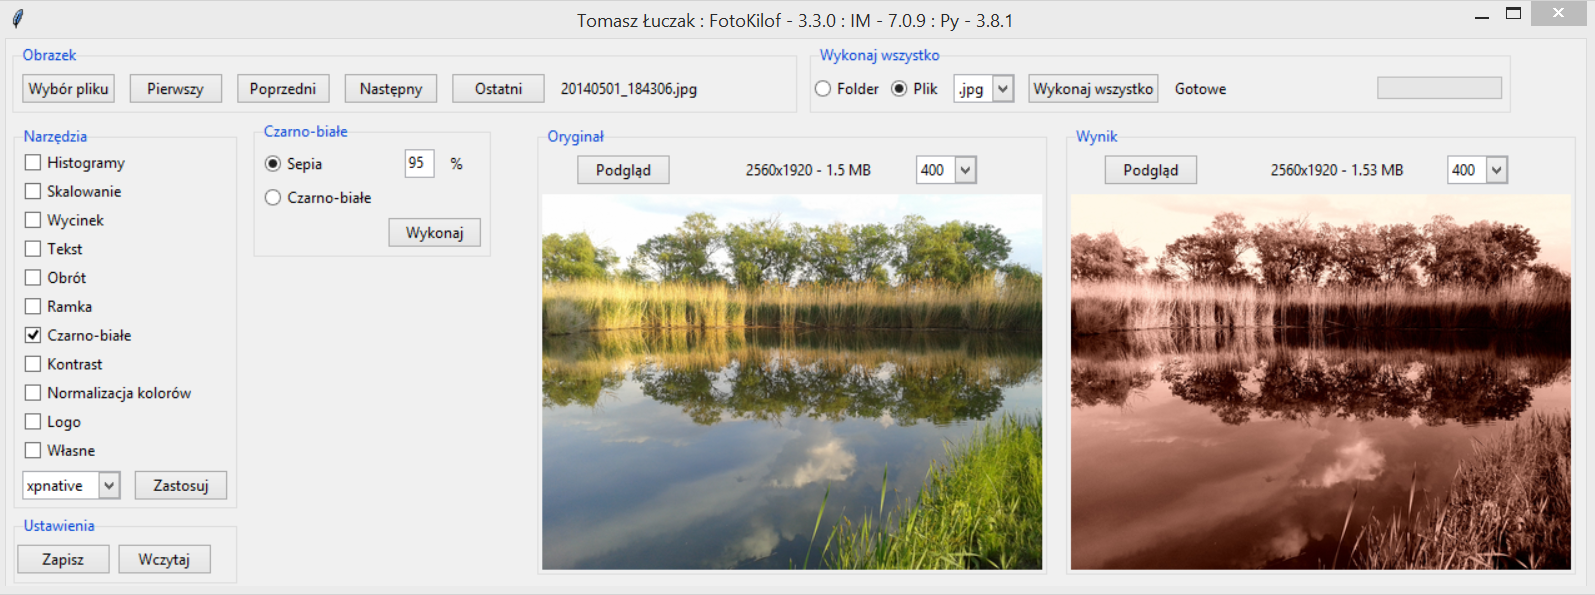 Tomasz Łuczak : FotoKilof - 3.3.0 : IM - 7.0.9 : Py - 3.8.1
Obrazek
Wybór pliku Pierwszy Poprzedni Następny Ostatni 20140501_184306.jpg
Wykonaj wszystko
Folder Plik .jpg Wykonaj wszystko Gotowe
Narzędzia
Histogramy
Skalowanie
Wycinek
Tekst
Obrót
Ramka
Czarno-białe
Kontrast
Normalizacja kolorów
Logo
Własne
xpnative Zastosuj
Ustawienia
Zapisz Wczytaj
Czarno-białe
Sepia 95 %
Czarno-białe
Wykonaj
Oryginał
Podgląd 2560x1920 - 1.5 MB 400
Wynik
Podgląd 2560x1920 - 1.53 MB 400